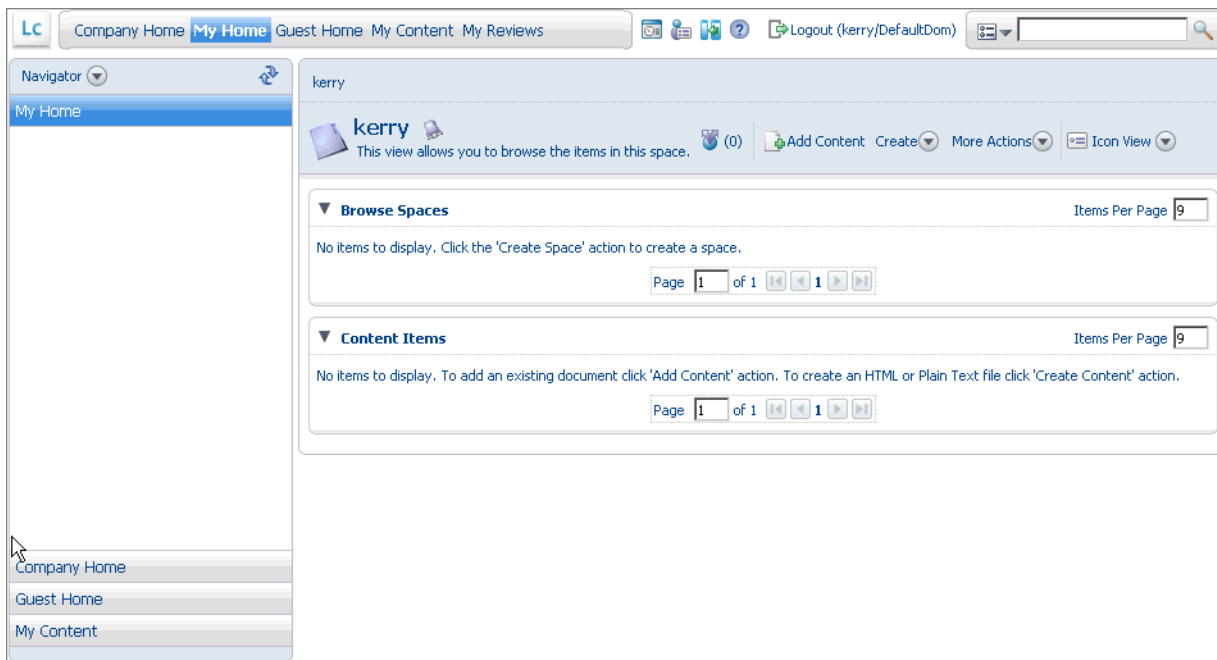 LC Company Home My Home Guest Home My Content My Reviews Logout (kerry/DefaultDom)
Navigator
My Home
kerry
kerry
This view allows you to browse the items in this space.
(0) Add Content Create More Actions Icon View
Browse Spaces Items Per Page 9
No items to display. Click the 'Create Space' action to create a space.
Page 1 of 1 1
Content Items Items Per Page 9
No items to display. To add an existing document click 'Add Content' action. To create an HTML or Plain Text file click 'Create Content' action.
Page 1 of 1 1
Company Home
Guest Home
My Content